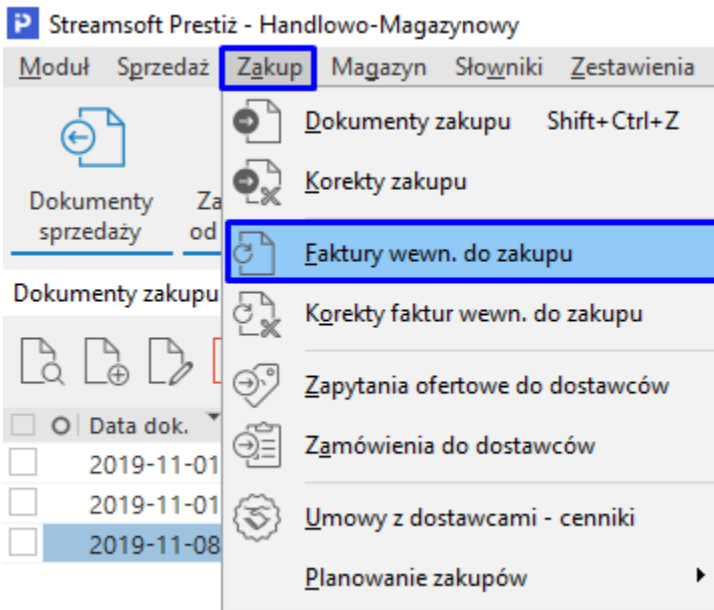 Streamsoft Prestiż - Handlowo-Magazynowy
Moduł Sprzedaż Zakup Magazyn Słowniki Zestawienia
Dokumenty zakupu Shift+Ctrl+Z
Korekty zakupu
Faktury wewn. do zakupu
Korekty faktur wewn. do zakupu
Zapytania ofertowe do dostawców
Zamówienia do dostawców
Umowy z dostawcami - cenniki
Planowanie zakupów
Dokumenty
sprzedaży
Za
od
Dokumenty zakupu
Data dok.
2019-11-01
2019-11-01
2019-11-08